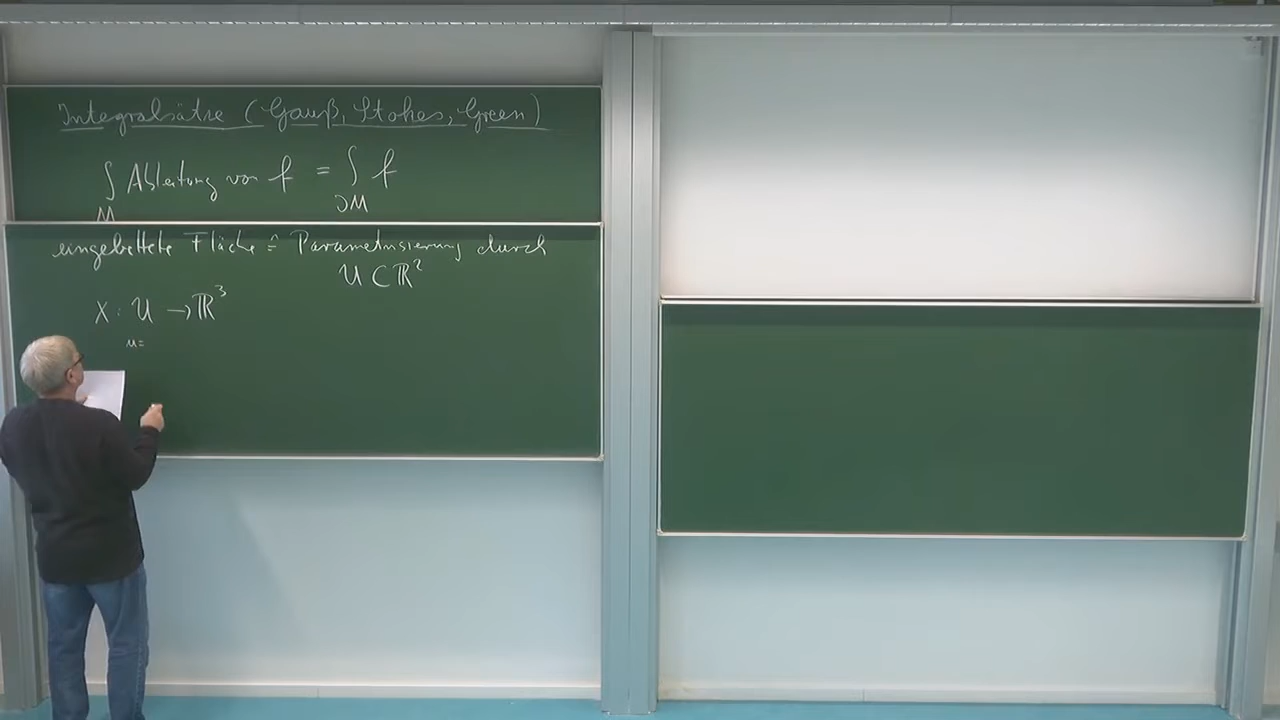 Integralsätze (Gauß, Stokes, Green)
∫ Ableitung von f = ∫ f
M ∂M
eingebettete Fläche ≙ Parametrisierung durch
U ⊂ ℝ²
X : U → ℝ³
u =